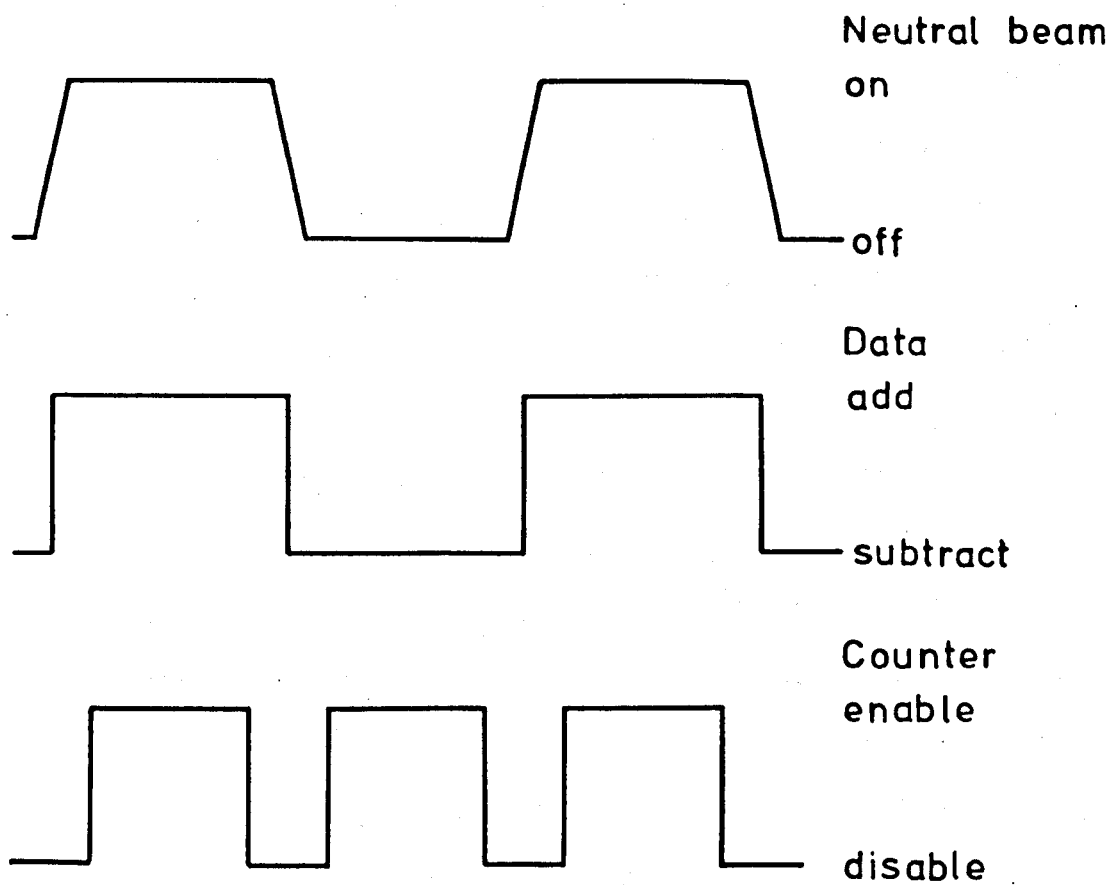 Neutral beam
on
off
Data
add
subtract
Counter
enable
disable